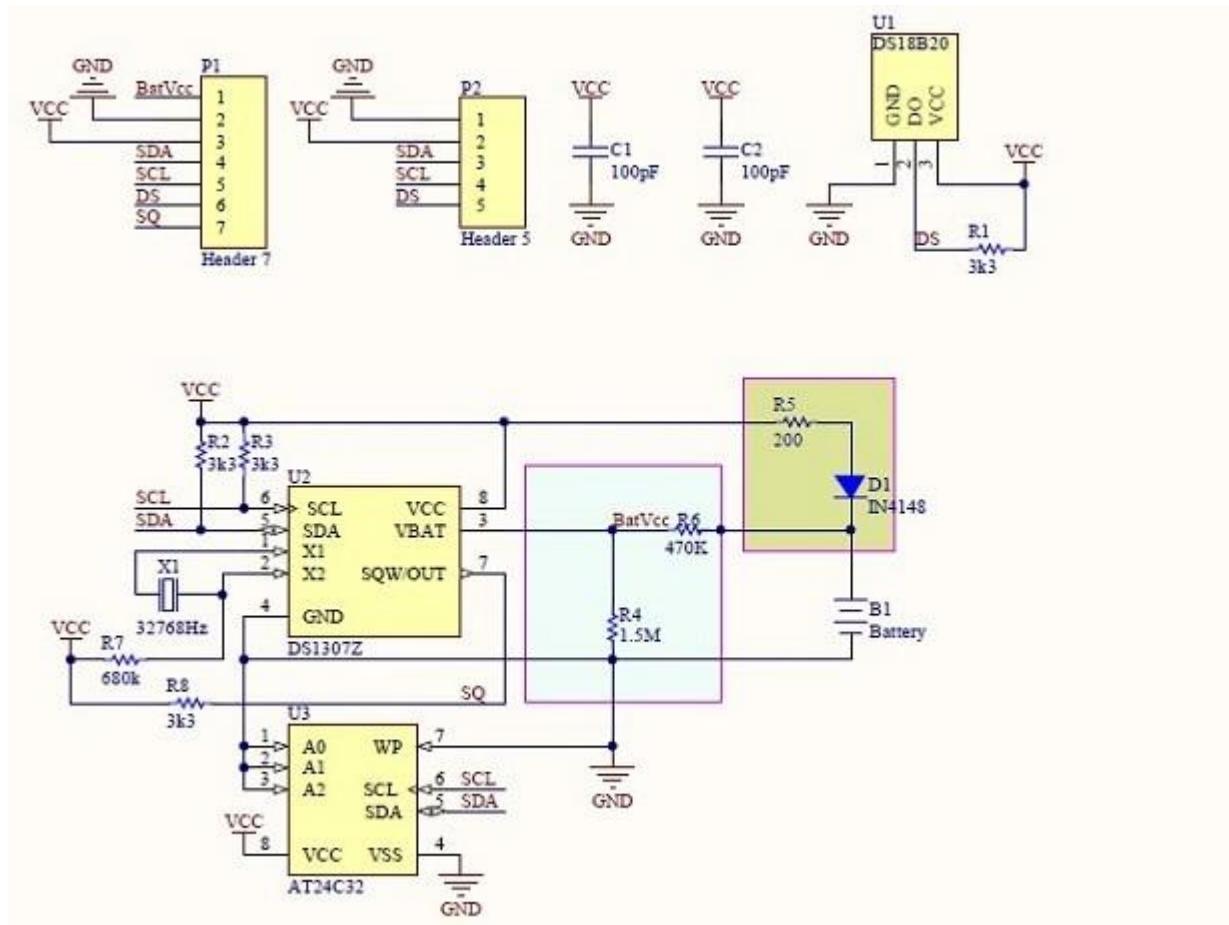 U1
DS18B20
GND
DO
VCC
1
2
3
VCC
GND
DS
R1
3k3
GND
P1
BatVcc
VCC
1
2
3
SDA
4
SCL
5
DS
6
SQ
7
Header 7
GND
P2
VCC
1
2
SDA
3
SCL
4
DS
5
Header 5
VCC
C1
100pF
GND
VCC
C2
100pF
GND
VCC
R2
3k3
R3
3k3
U2
SCL
6
SCL
VCC
8
SDA
5
SDA
VBAT
3
1
X1
2
X2
SQW/OUT
7
4
GND
DS1307Z
X1
32768Hz
VCC
R7
680k
R8
3k3
SQ
BatVcc
R6
470K
R4
1.5M
R5
200
D1
IN4148
B1
Battery
U3
1
A0
WP
7
2
A1
3
A2
SCL
6
SCL
SDA
5
SDA
GND
VCC
8
VCC
VSS
4
AT24C32
GND